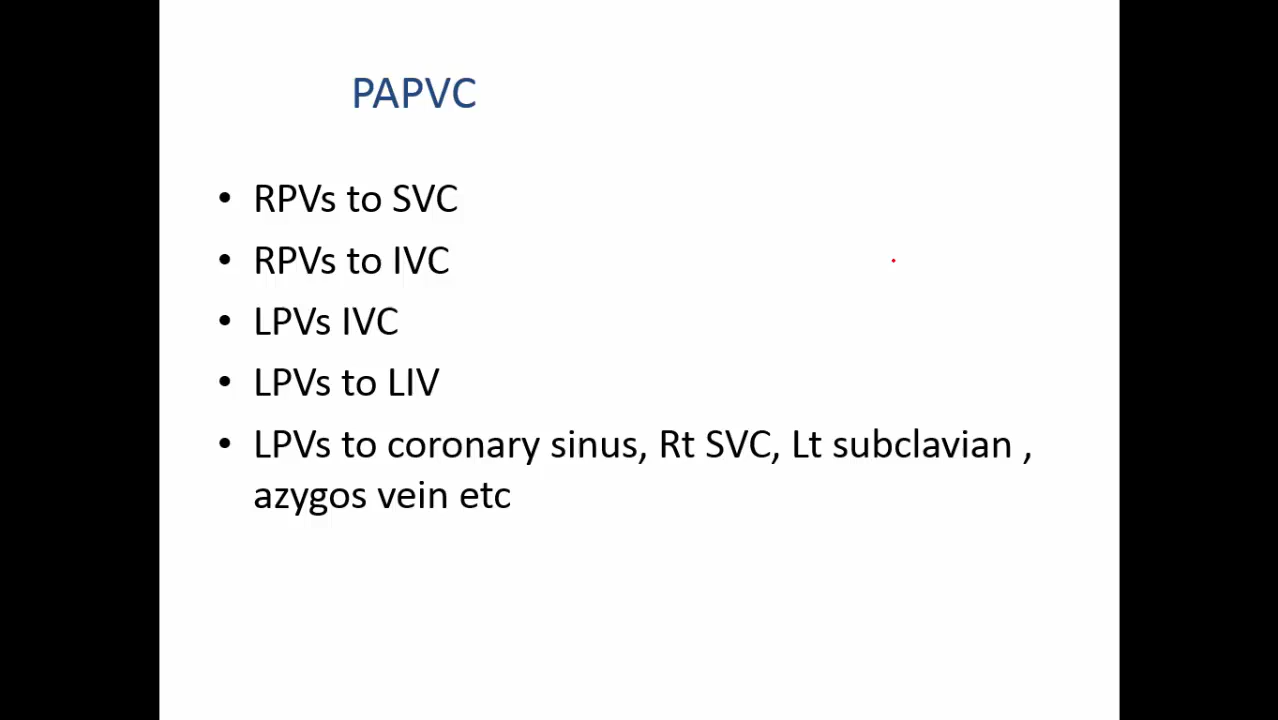 PAPVC
• RPVs to SVC
• RPVs to IVC
• LPVs IVC
• LPVs to LIV
• LPVs to coronary sinus, Rt SVC, Lt subclavian ,
azygos vein etc